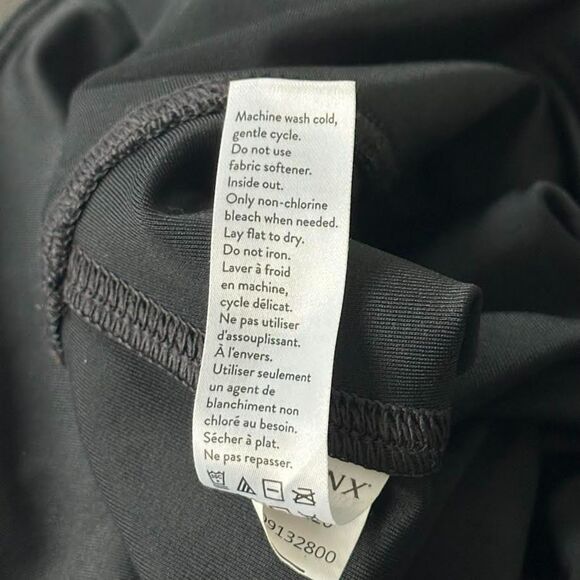 Machine wash cold,
gentle cycle.
Do not use
fabric softener.
Inside out.
Only non-chlorine
bleach when needed.
Lay flat to dry.
Do not iron.
Laver à froid
en machine,
cycle délicat.
Ne pas utiliser
d'assouplissant.
À l'envers.
Utiliser seulement
un agent de
blanchiment non
chloré au besoin.
Sécher à plat.
Ne pas repasser.
NX
9132800